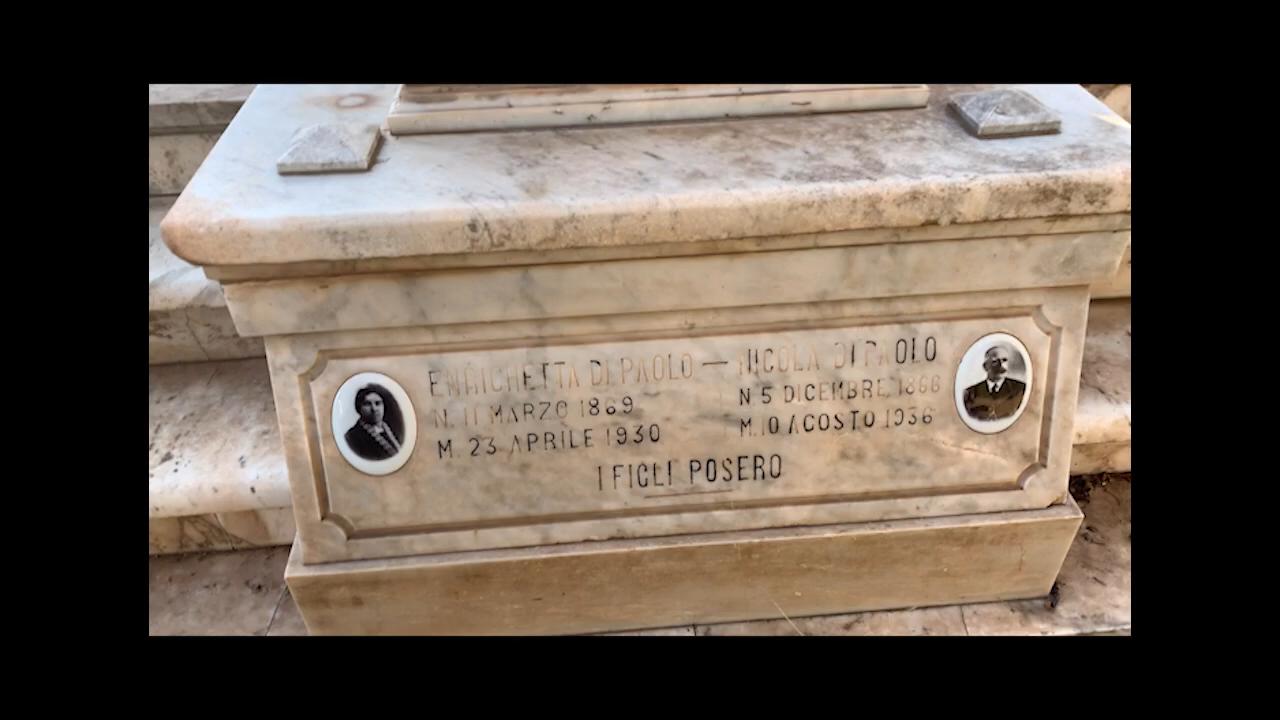 ENRICHETTA DI PAOLO — NICOLA DI PAOLO
N. 11 MARZO 1869
M. 23 APRILE 1930
N 5 DICEMBRE 1866
M. 10 AGOSTO 1936
I FIGLI POSERO